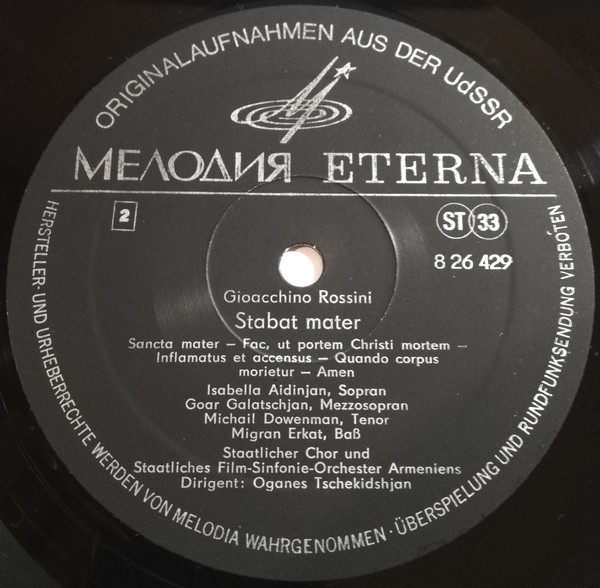 ORIGINALAUFNAHMEN AUS DER UdSSR
МЕЛОДИЯ ETERNA
2
ST 33
8 26 429
Gioacchino Rossini
Stabat mater
Sancta mater – Fac, ut portem Christi mortem –
Inflamatus et accensus – Quando corpus
morietur – Amen
Isabella Aidinjan, Sopran
Goar Galatschjan, Mezzosopran
Michail Dowenman, Tenor
Migran Erkat, Baß
Staatlicher Chor und
Staatliches Film-Sinfonie-Orchester Armeniens
Dirigent: Oganes Tschekidshjan
HERSTELLER- UND URHEBERRECHTE WERDEN VON MELODIA WAHRGENOMMEN · ÜBERSPIELUNG UND RUNDFUNKSENDUNG VERBOTEN